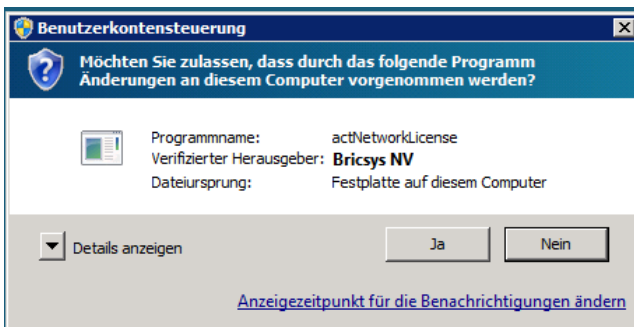 Benutzerkontensteuerung
Möchten Sie zulassen, dass durch das folgende Programm
Änderungen an diesem Computer vorgenommen werden?
Programmname: actNetworkLicense
Verifizierter Herausgeber: Bricsys NV
Dateiursprung: Festplatte auf diesem Computer
Details anzeigen Ja Nein
Anzeigezeitpunkt für die Benachrichtigungen ändern